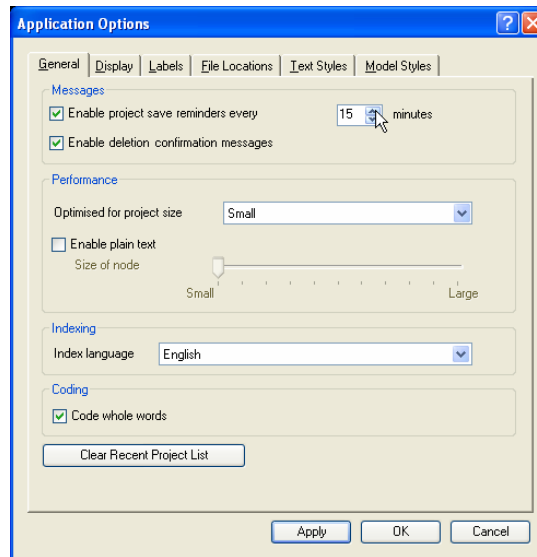 Application Options
General Display Labels File Locations Text Styles Model Styles
Messages
Enable project save reminders every 15 minutes
Enable deletion confirmation messages
Performance
Optimised for project size Small
Enable plain text
Size of node
Small Large
Indexing
Index language English
Coding
Code whole words
Clear Recent Project List
Apply OK Cancel